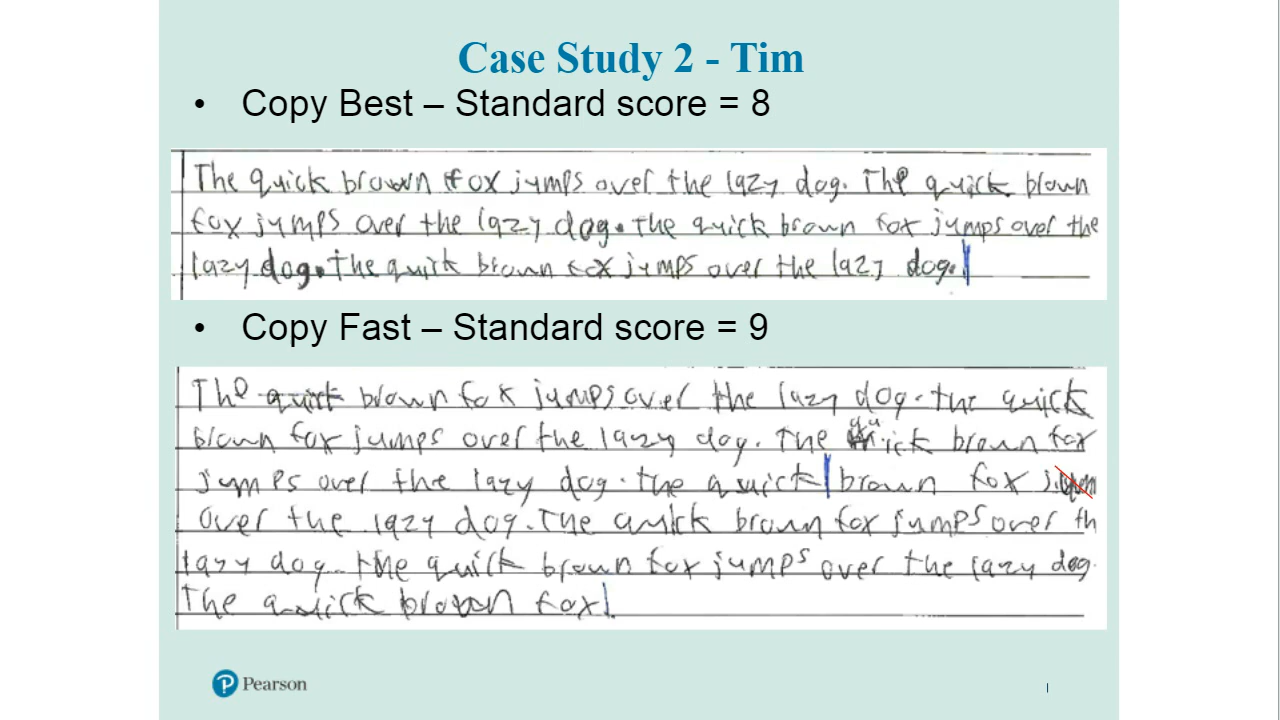 Case Study 2 - Tim
• Copy Best – Standard score = 8
The quick brown fox jumps over the lazy dog. The quick brown
fox jumps over the lazy dog. The quick brown fox jumps over the
lazy dog. The quick brown fox jumps over the lazy dog.
• Copy Fast – Standard score = 9
The quick brown fox jumps over the lazy dog. the quick
brown fox jumps over the lazy dog. The quick brown fox
jumps over the lazy dog. the quick brown fox
over the lazy dog. The quick brown fox jumps over th
lazy dog. the quick brown fox jumps over the lazy dog.
The quick brown fox
Pearson